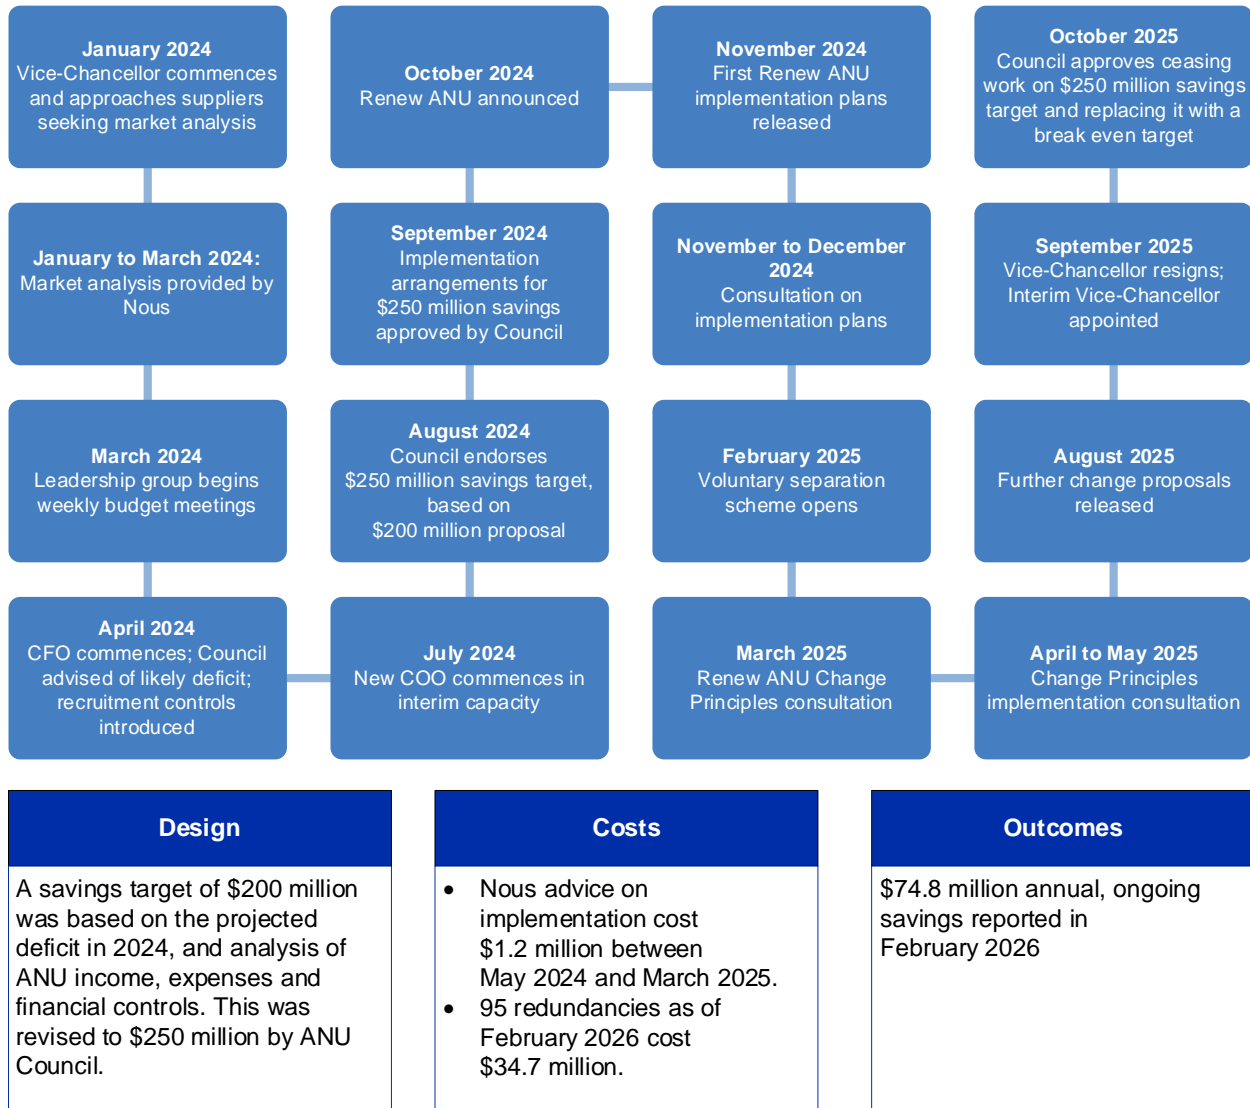 January 2024
Vice-Chancellor commences
and approaches suppliers
seeking market analysis
January to March 2024:
Market analysis provided by
Nous
March 2024
Leadership group begins
weekly budget meetings
April 2024
CFO commences; Council
advised of likely deficit;
recruitment controls
introduced
July 2024
New COO commences in
interim capacity
August 2024
Council endorses
$250 million savings target,
based on
$200 million proposal
September 2024
Implementation
arrangements for
$250 million savings
approved by Council
October 2024
Renew ANU announced
November 2024
First Renew ANU
implementation plans
released
November to December
2024
Consultation on
implementation plans
February 2025
Voluntary separation
scheme opens
March 2025
Renew ANU Change
Principles consultation
April to May 2025
Change Principles
implementation consultation
August 2025
Further change proposals
released
September 2025
Vice-Chancellor resigns;
Interim Vice-Chancellor
appointed
October 2025
Council approves ceasing
work on $250 million savings
target and replacing it with a
break even target
Design
A savings target of $200 million
was based on the projected
deficit in 2024, and analysis of
ANU income, expenses and
financial controls. This was
revised to $250 million by ANU
Council.
Costs
• Nous advice on
implementation cost
$1.2 million between
May 2024 and March 2025.
• 95 redundancies as of
February 2026 cost
$34.7 million.
Outcomes
$74.8 million annual, ongoing
savings reported in
February 2026